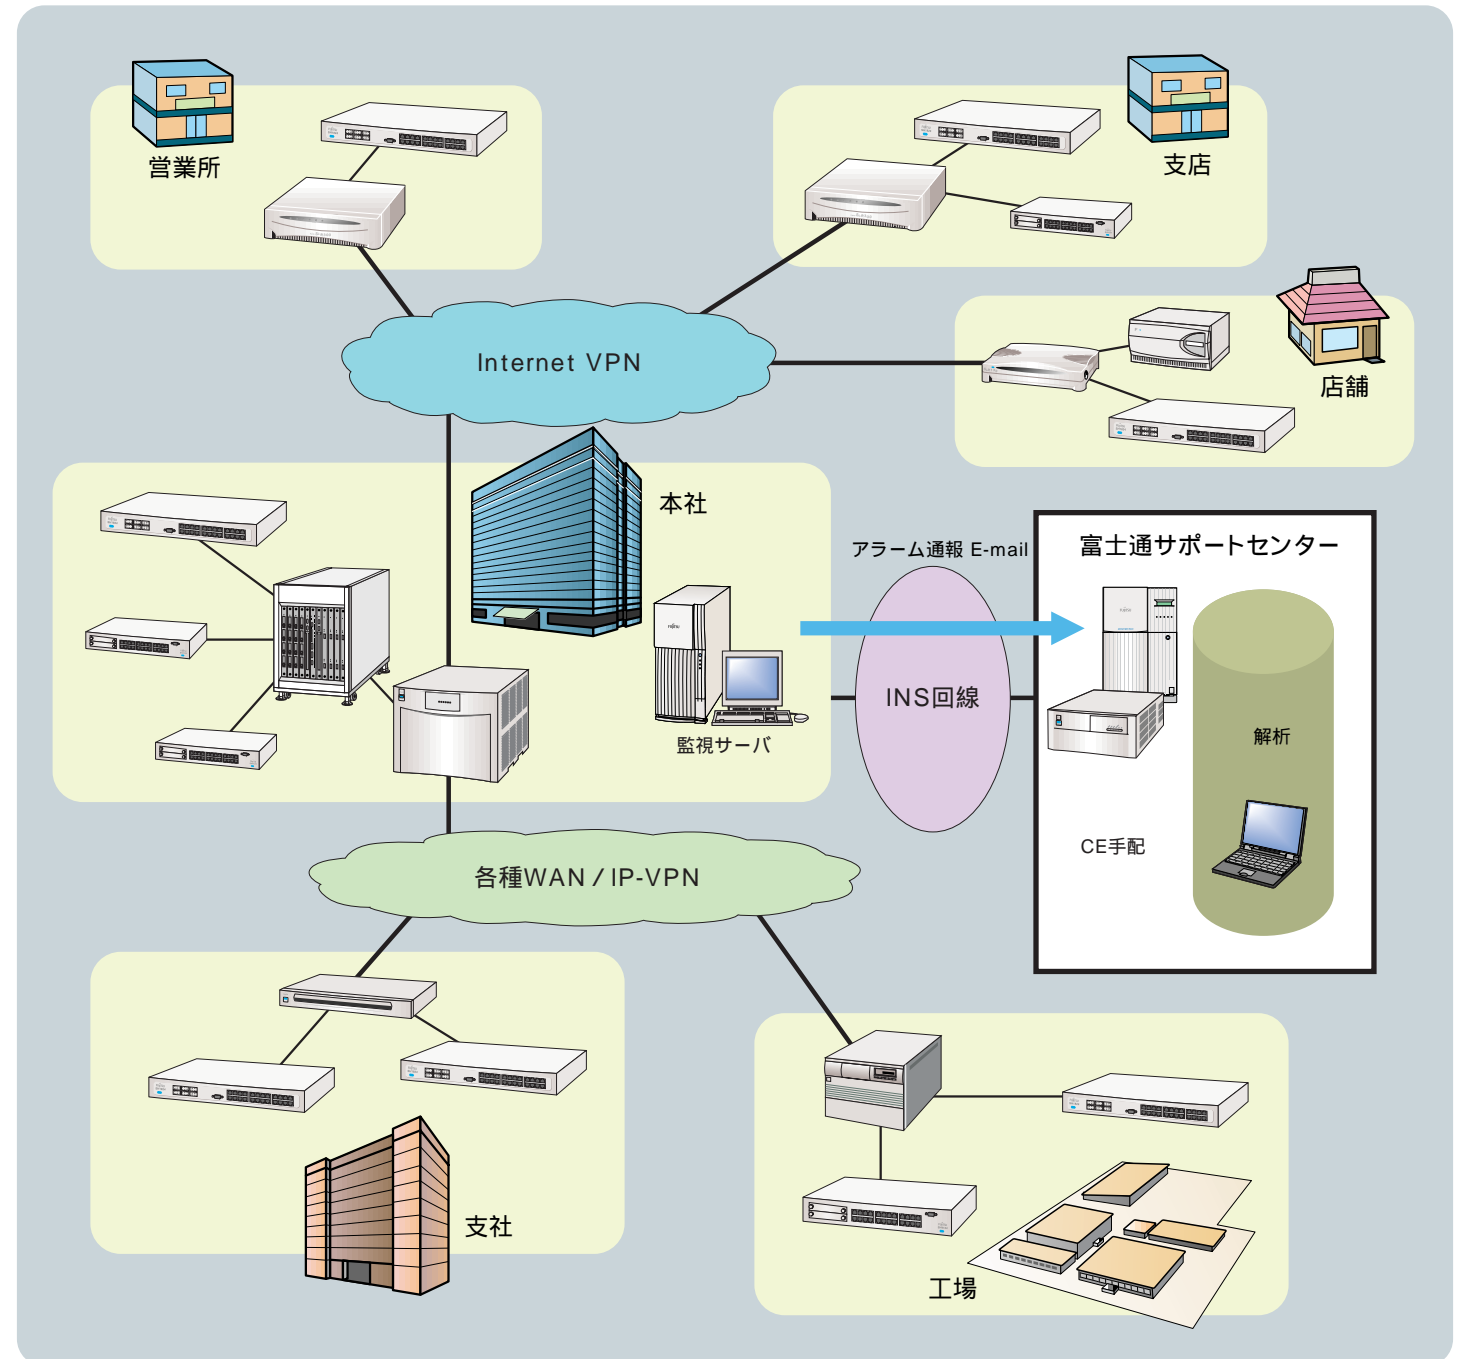 営業所
支店
Internet VPN
店舗
本社
アラーム通報 E-mail
富士通サポートセンター
INS回線
監視サーバ
解析
CE手配
各種WAN／IP-VPN
支社
工場